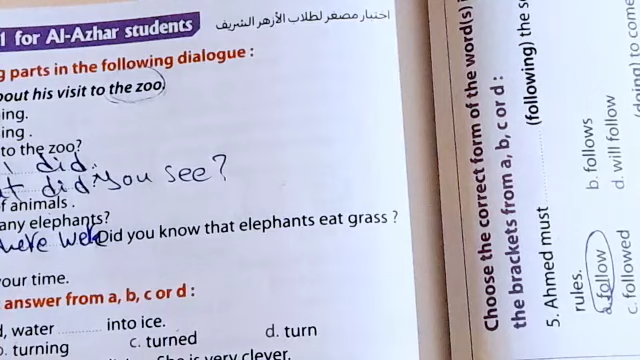 1 for Al-Azhar students اختبار مصغر لطلاب الأزهر الشريف
g parts in the following dialogue :
bout his visit to the zoo.
ing.
ing .
to the zoo?
I did.
at did you see?
f animals .
any elephants?
there were Did you know that elephants eat grass ?
your time.
answer from a, b, c or d :
d, water ............ into ice.
b. turning c. turned d. turn
She is very clever.
Choose the correct form of the word(s) i
the brackets from a, b, c or d :
5. Ahmed must ............ (following) the s
rules.
a. follow b. follows
c. followed d. will follow
(doing) to come